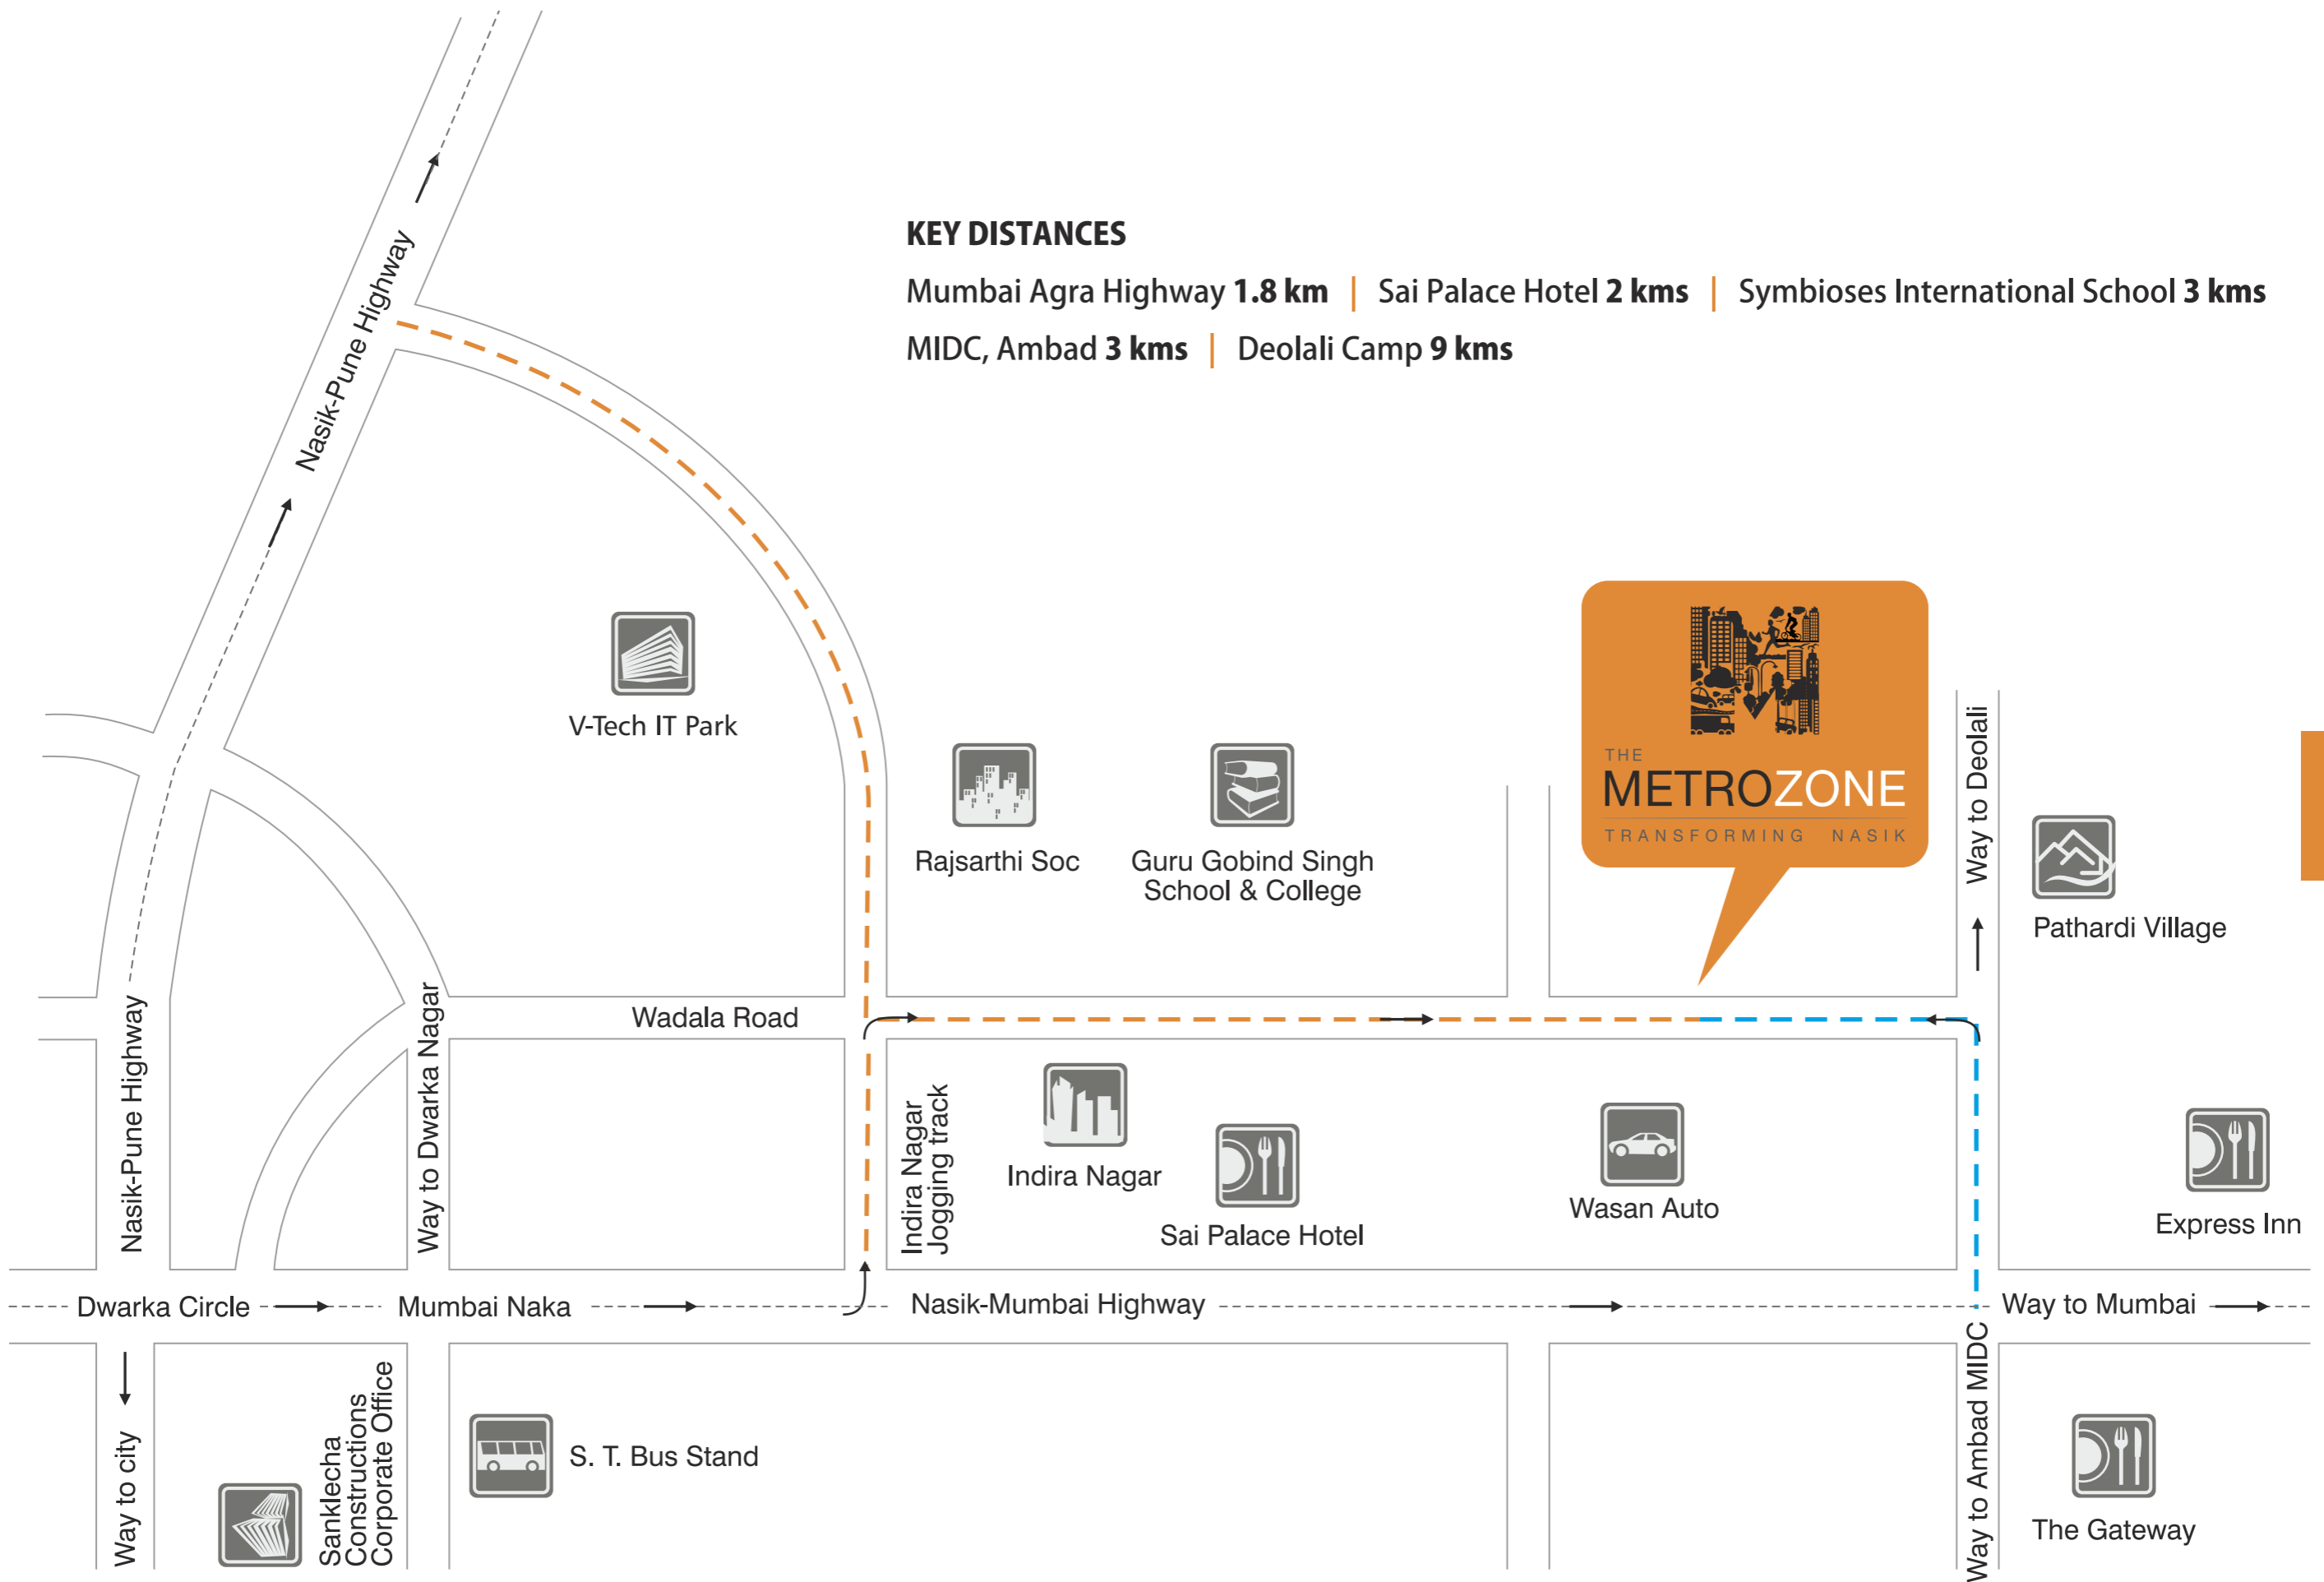 KEY DISTANCES
Mumbai Agra Highway 1.8 km | Sai Palace Hotel 2 kms | Symbioses International School 3 kms
MIDC, Ambad 3 kms | Deolali Camp 9 kms
Nasik-Pune Highway
V-Tech IT Park
THE
METROZONE
TRANSFORMING NASIK
Way to Deolali
Rajsarthi Soc
Guru Gobind Singh
School & College
Pathardi Village
Wadala Road
Nasik-Pune Highway
Way to Dwarka Nagar
Indira Nagar
Jogging track
Indira Nagar
Sai Palace Hotel
Wasan Auto
Express Inn
Dwarka Circle
Mumbai Naka
Nasik-Mumbai Highway
Way to Mumbai
Way to city
Sanklecha
Constructions
Corporate Office
S. T. Bus Stand
Way to Ambad MIDC
The Gateway